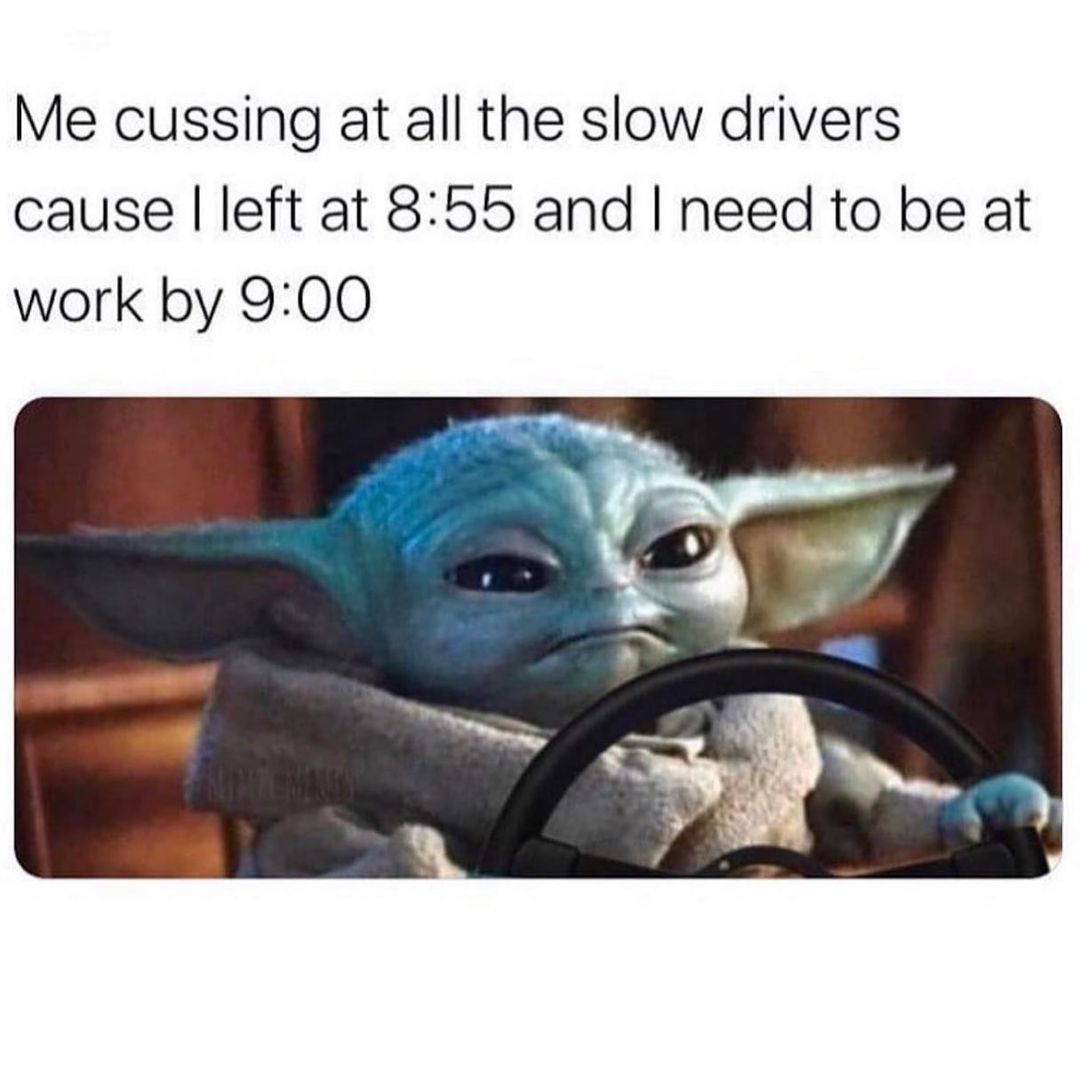 Me cussing at all the slow drivers
cause I left at 8:55 and I need to be at
work by 9:00